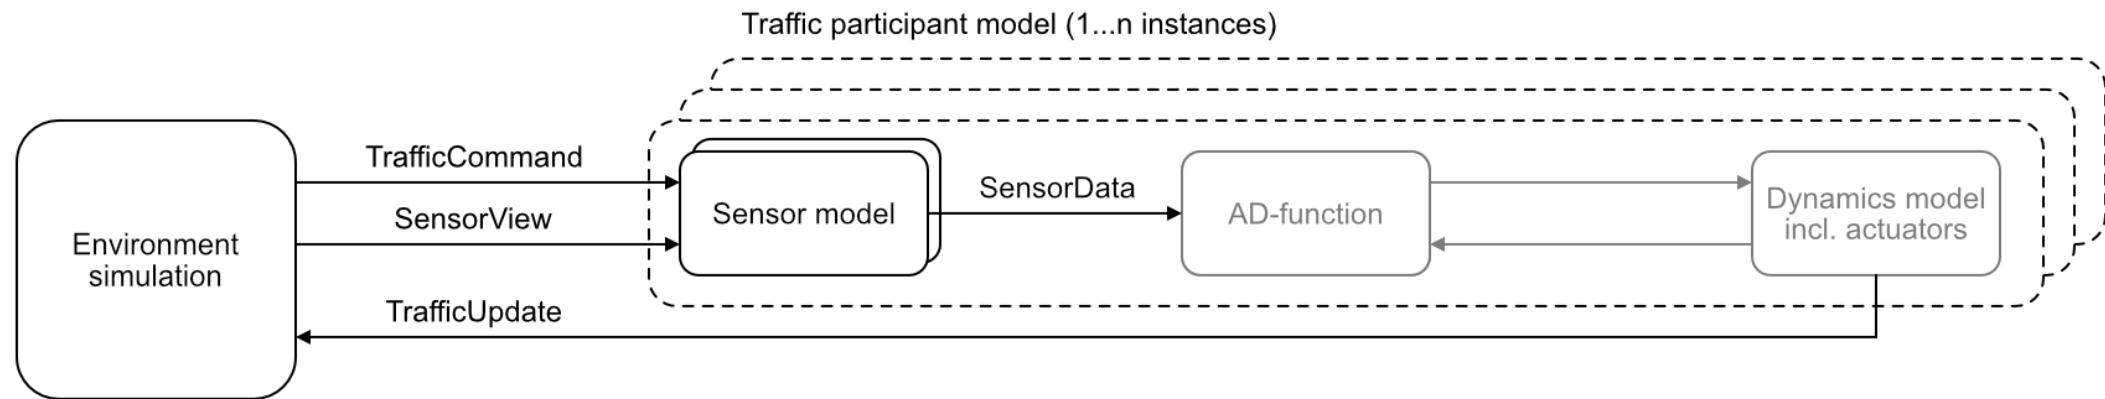 Traffic participant model (1...n instances)
TrafficCommand
SensorView
TrafficUpdate
Environment
simulation
Sensor model
SensorData
AD-function
Dynamics model
incl. actuators